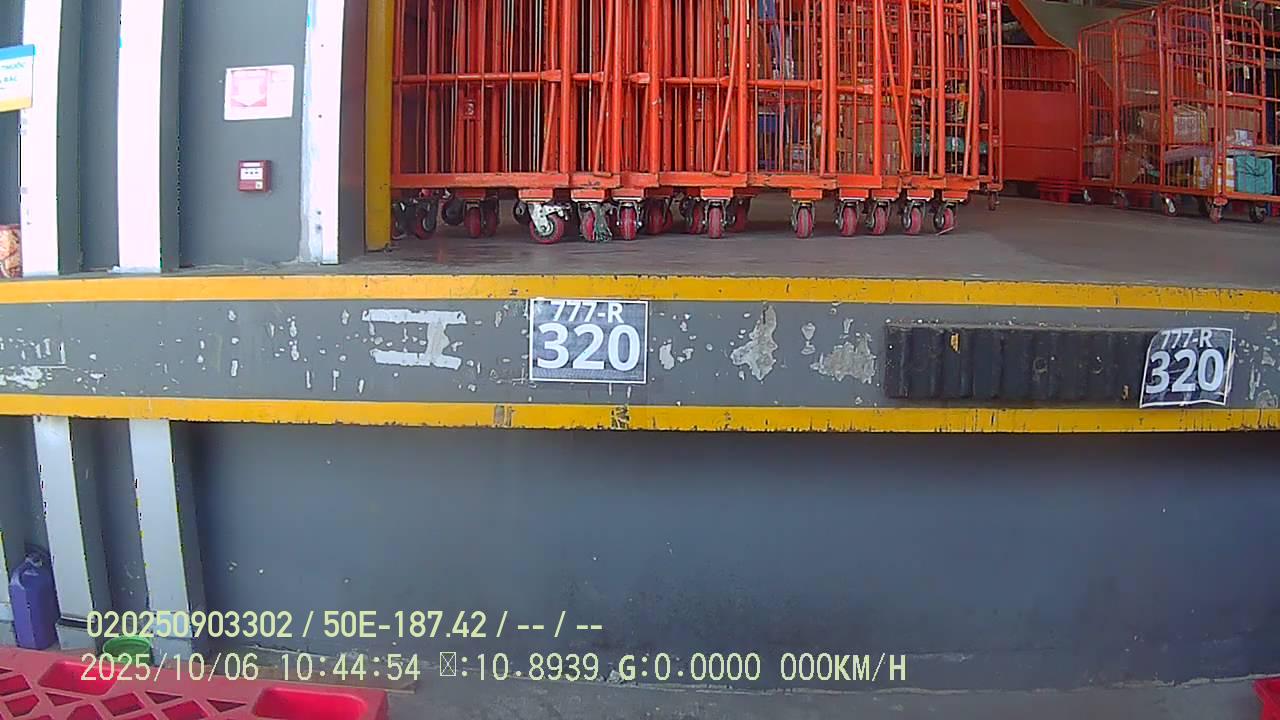 THUỐC
777-R
320
777-R
320
020250903302 / 50E-187.42 / -- / --
2025/10/06 10:44:54 :10.8939 G:0.0000 000KM/H